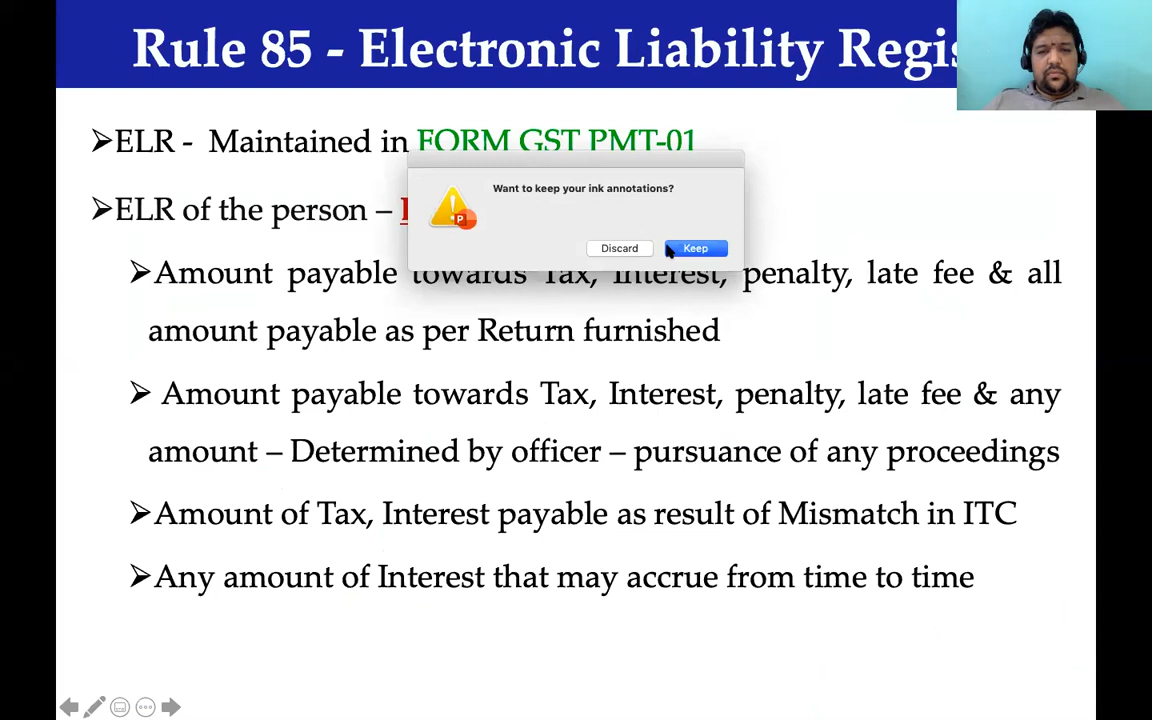 Rule 85 - Electronic Liability Regis
➢ELR - Maintained in FORM GST PMT-01
➢ELR of the person –
Want to keep your ink annotations?
Discard
Keep
➢Amount payable towards Tax, Interest, penalty, late fee & all
amount payable as per Return furnished
➢ Amount payable towards Tax, Interest, penalty, late fee & any
amount – Determined by officer – pursuance of any proceedings
➢Amount of Tax, Interest payable as result of Mismatch in ITC
➢Any amount of Interest that may accrue from time to time